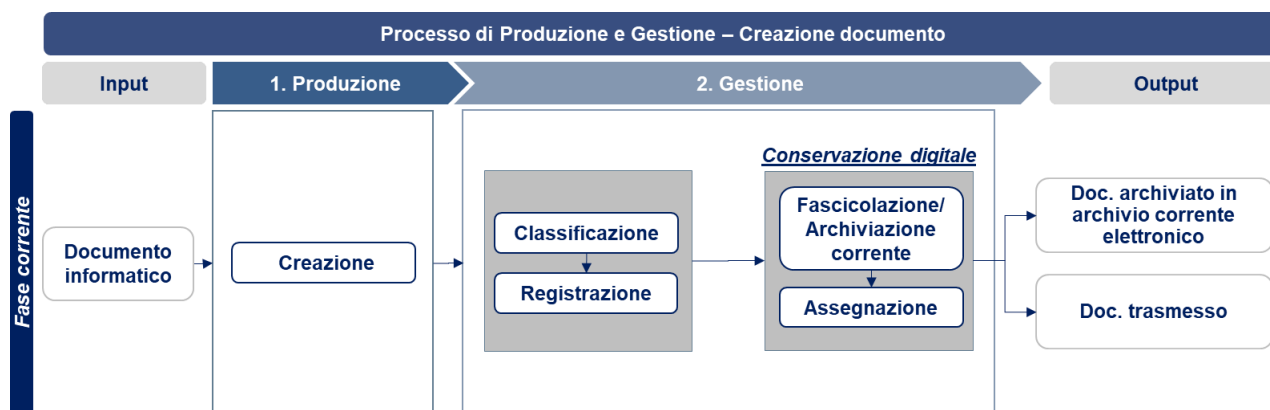 Processo di Produzione e Gestione – Creazione documento
Input
1. Produzione
2. Gestione
Output
Fase corrente
Documento
informatico
Creazione
Classificazione
Registrazione
Conservazione digitale
Fascicolazione/
Archiviazione
corrente
Assegnazione
Doc. archiviato in
archivio corrente
elettronico
Doc. trasmesso